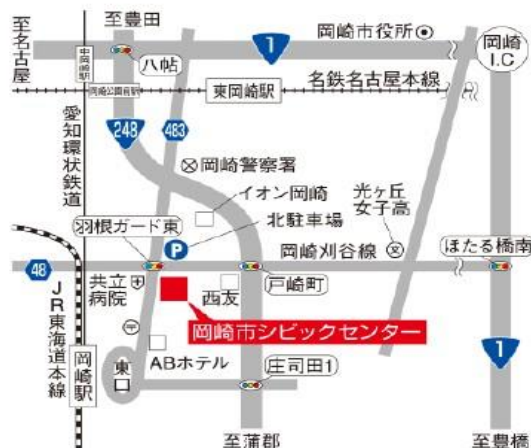 至豊田
至名古屋
中岡崎駅
八帖
1
岡崎市役所
岡崎I.C
岡崎公園前駅
東岡崎駅
名鉄名古屋本線
愛知環状鉄道
248
483
岡崎警察署
イオン岡崎
光ヶ丘
女子高
羽根ガード東
P
北駐車場
岡崎刈谷線
ほたる橋南
48
共立
病院
西友
戸崎町
JR東海道本線
岡崎市シビックセンター
岡崎駅
東口
ABホテル
庄司田1
1
至蒲郡
至豊橋